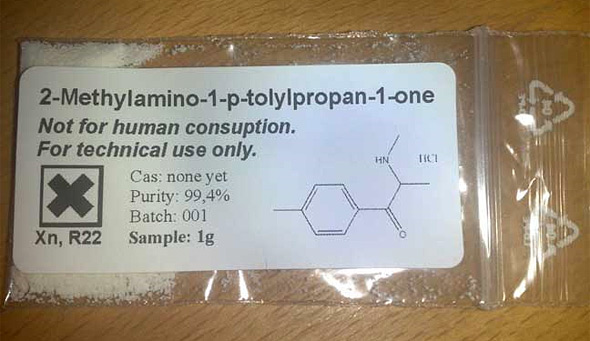 2-Methylamino-1-p-tolylpropan-1-one
Not for human consuption.
For technical use only.
Cas: none yet
Purity: 99,4%
Batch: 001
Xn, R22
Sample: 1g
HN
HCl
O